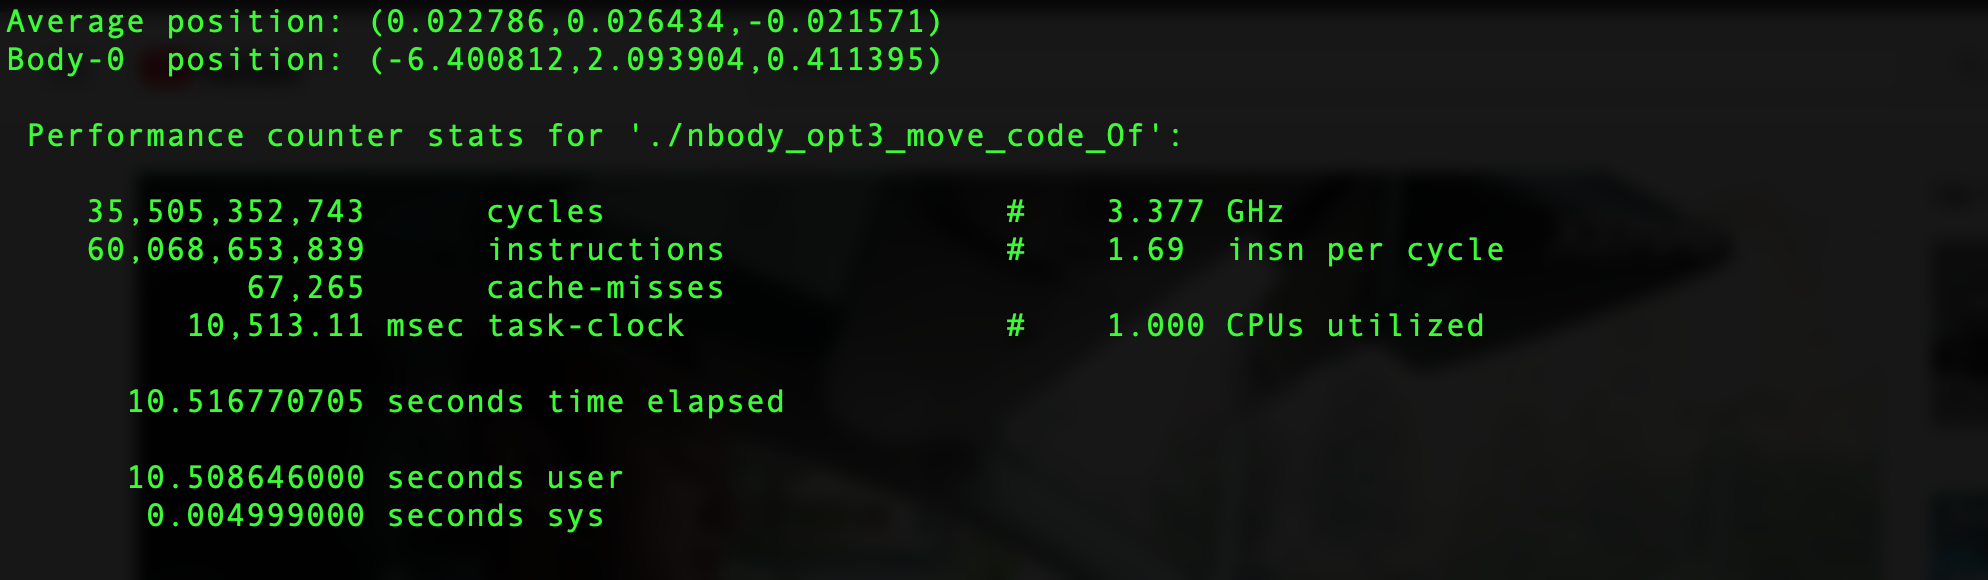 Average position: (0.022786,0.026434,-0.021571)
Body-0  position: (-6.400812,2.093904,0.411395)
Performance counter stats for './nbody_opt3_move_code_Of':
35,505,352,743      cycles                    #    3.377 GHz
60,068,653,839      instructions              #    1.69  insn per cycle
67,265      cache-misses
10,513.11 msec task-clock                #    1.000 CPUs utilized
10.516770705 seconds time elapsed
10.508646000 seconds user
0.004999000 seconds sys